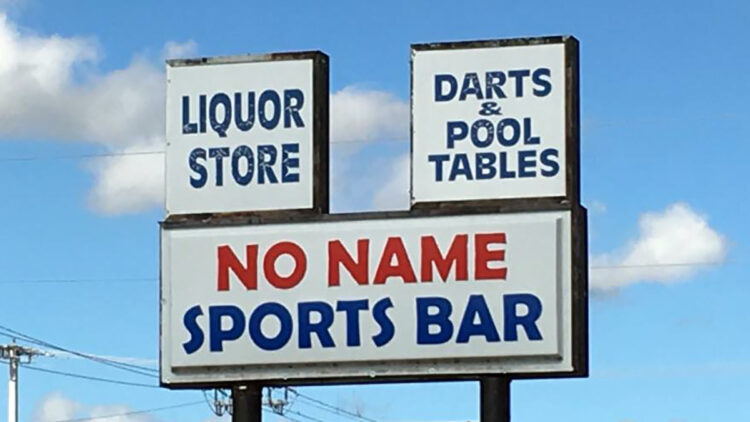 LIQUOR
STORE
DARTS
&
POOL
TABLES
NO NAME
SPORTS BAR